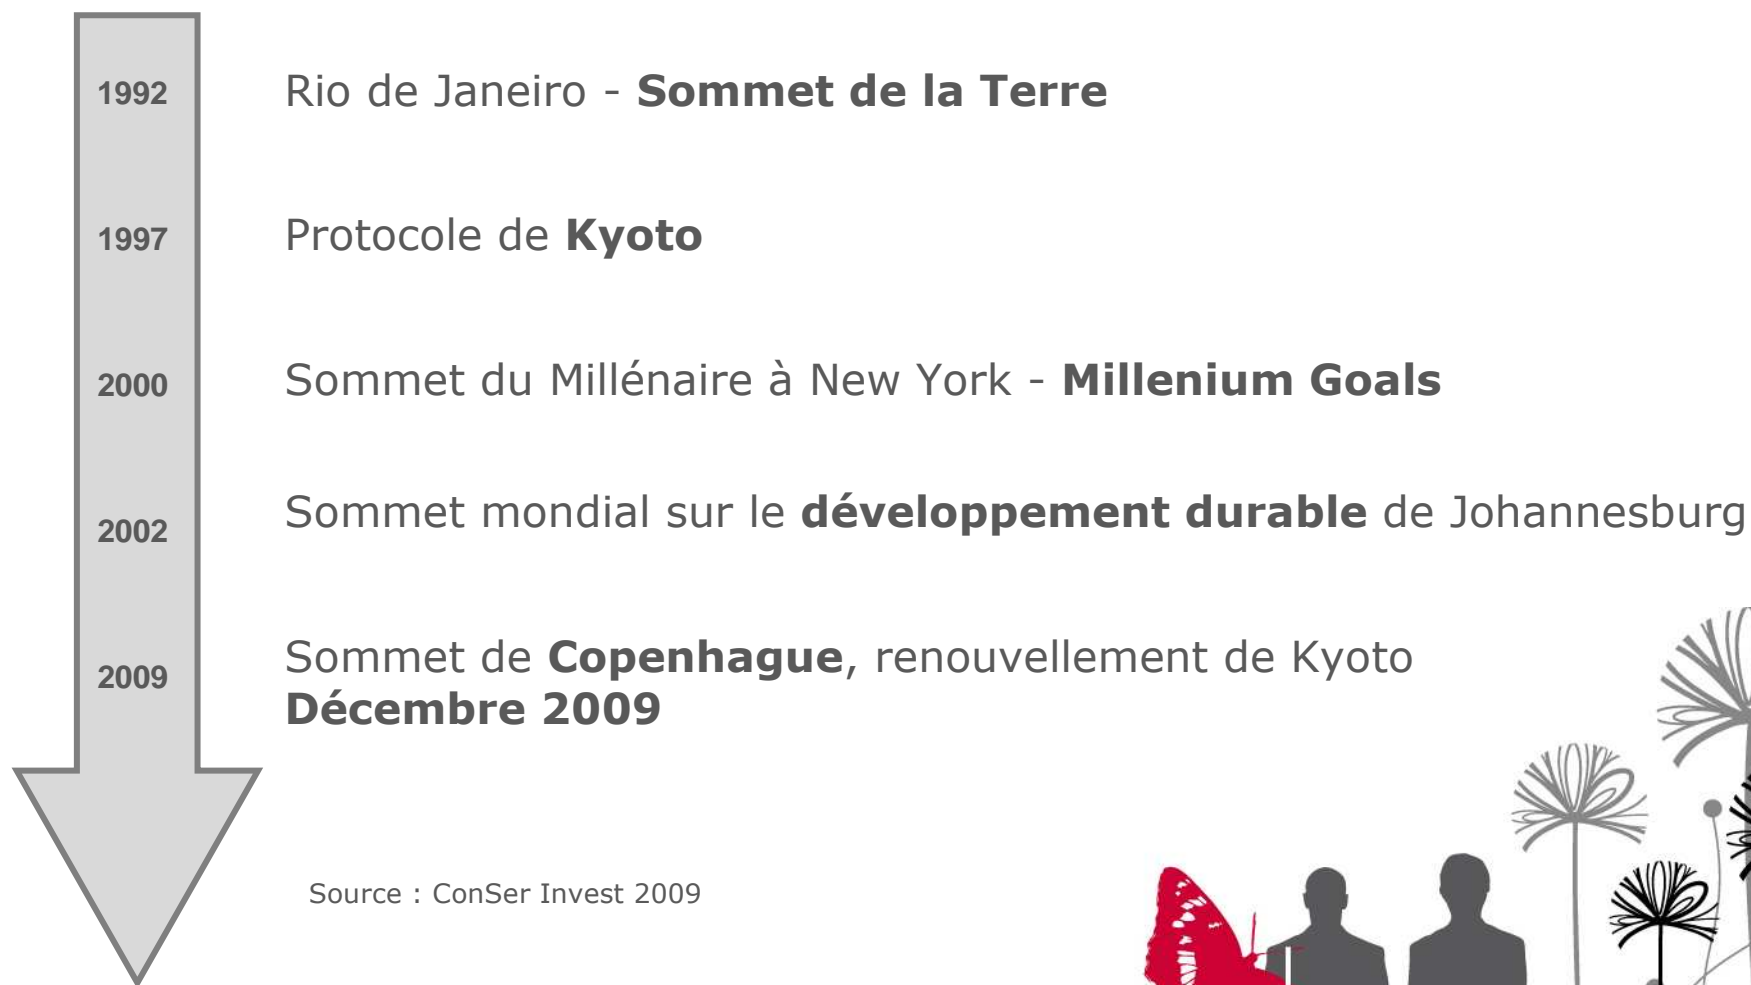 1992 Rio de Janeiro - Sommet de la Terre
1997 Protocole de Kyoto
2000 Sommet du Millénaire à New York - Millenium Goals
2002 Sommet mondial sur le développement durable de Johannesburg
2009 Sommet de Copenhague, renouvellement de Kyoto
Décembre 2009
Source : ConSer Invest 2009